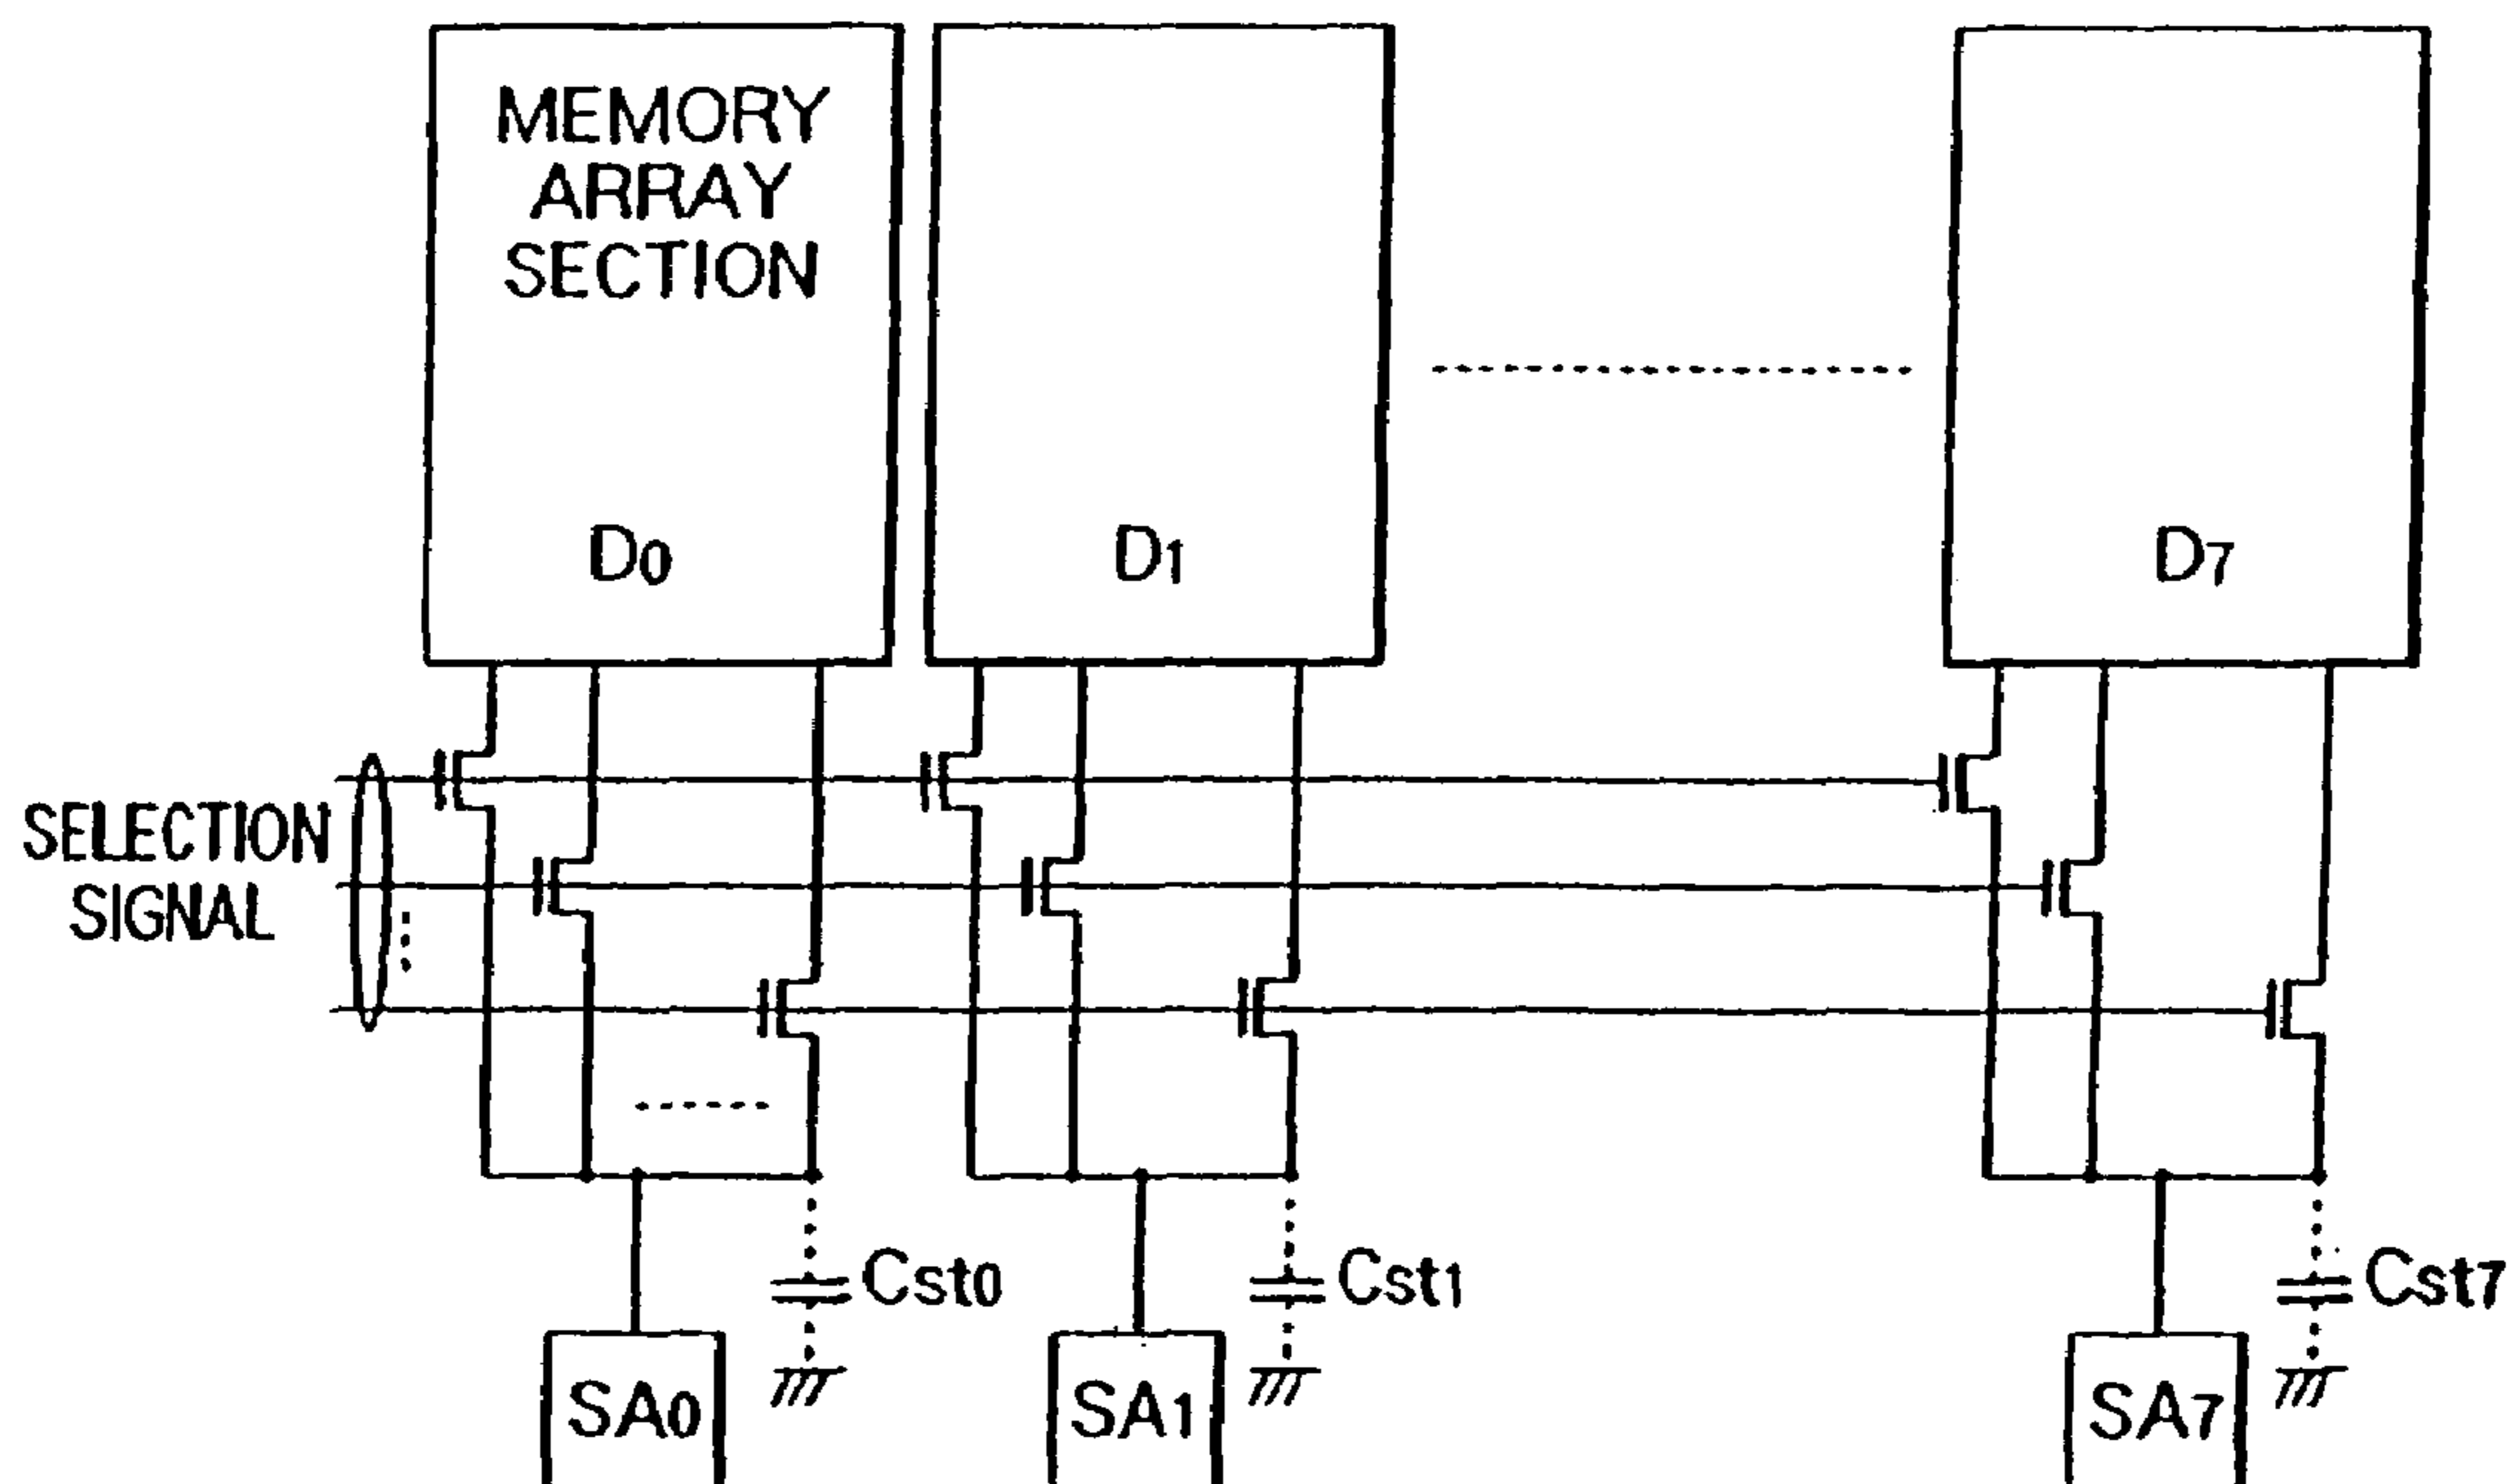 MEMORY
ARRAY
SECTION
D0
D1
D7
SELECTION
SIGNAL
Cst0
Cst1
Cst7
SA0
SA1
SA7